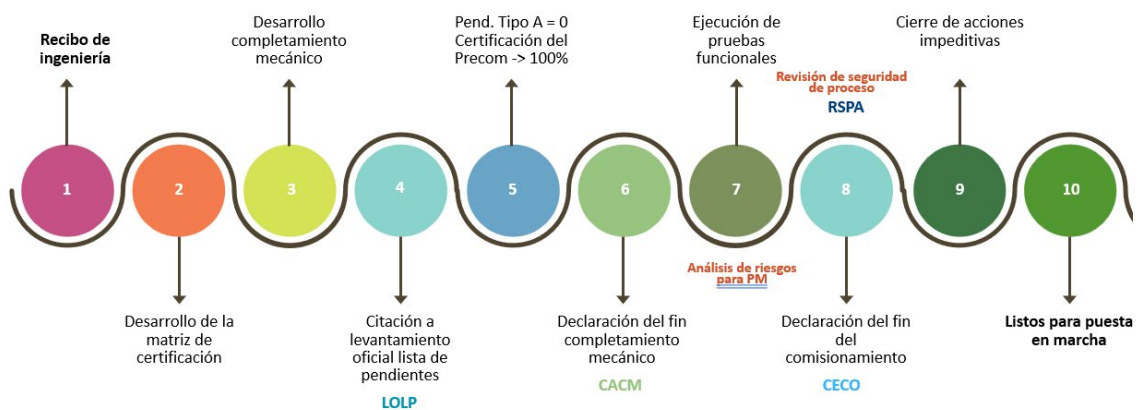 Recibo de
ingeniería
Desarrollo
completamiento
mecánico
Pend. Tipo A = 0
Certificación del
Precom -> 100%
Ejecución de
pruebas
funcionales
Revisión de seguridad
de proceso
RSPA
Cierre de acciones
impeditivas
1
2
3
4
5
6
7
8
9
10
Desarrollo de la
matriz de
certificación
Citación a
levantamiento
oficial lista de
pendientes
LOLP
Declaración del fin
completamiento
mecánico
CACM
Análisis de riesgos
para PM
Declaración del fin
del
comisionamiento
CECO
Listos para puesta
en marcha